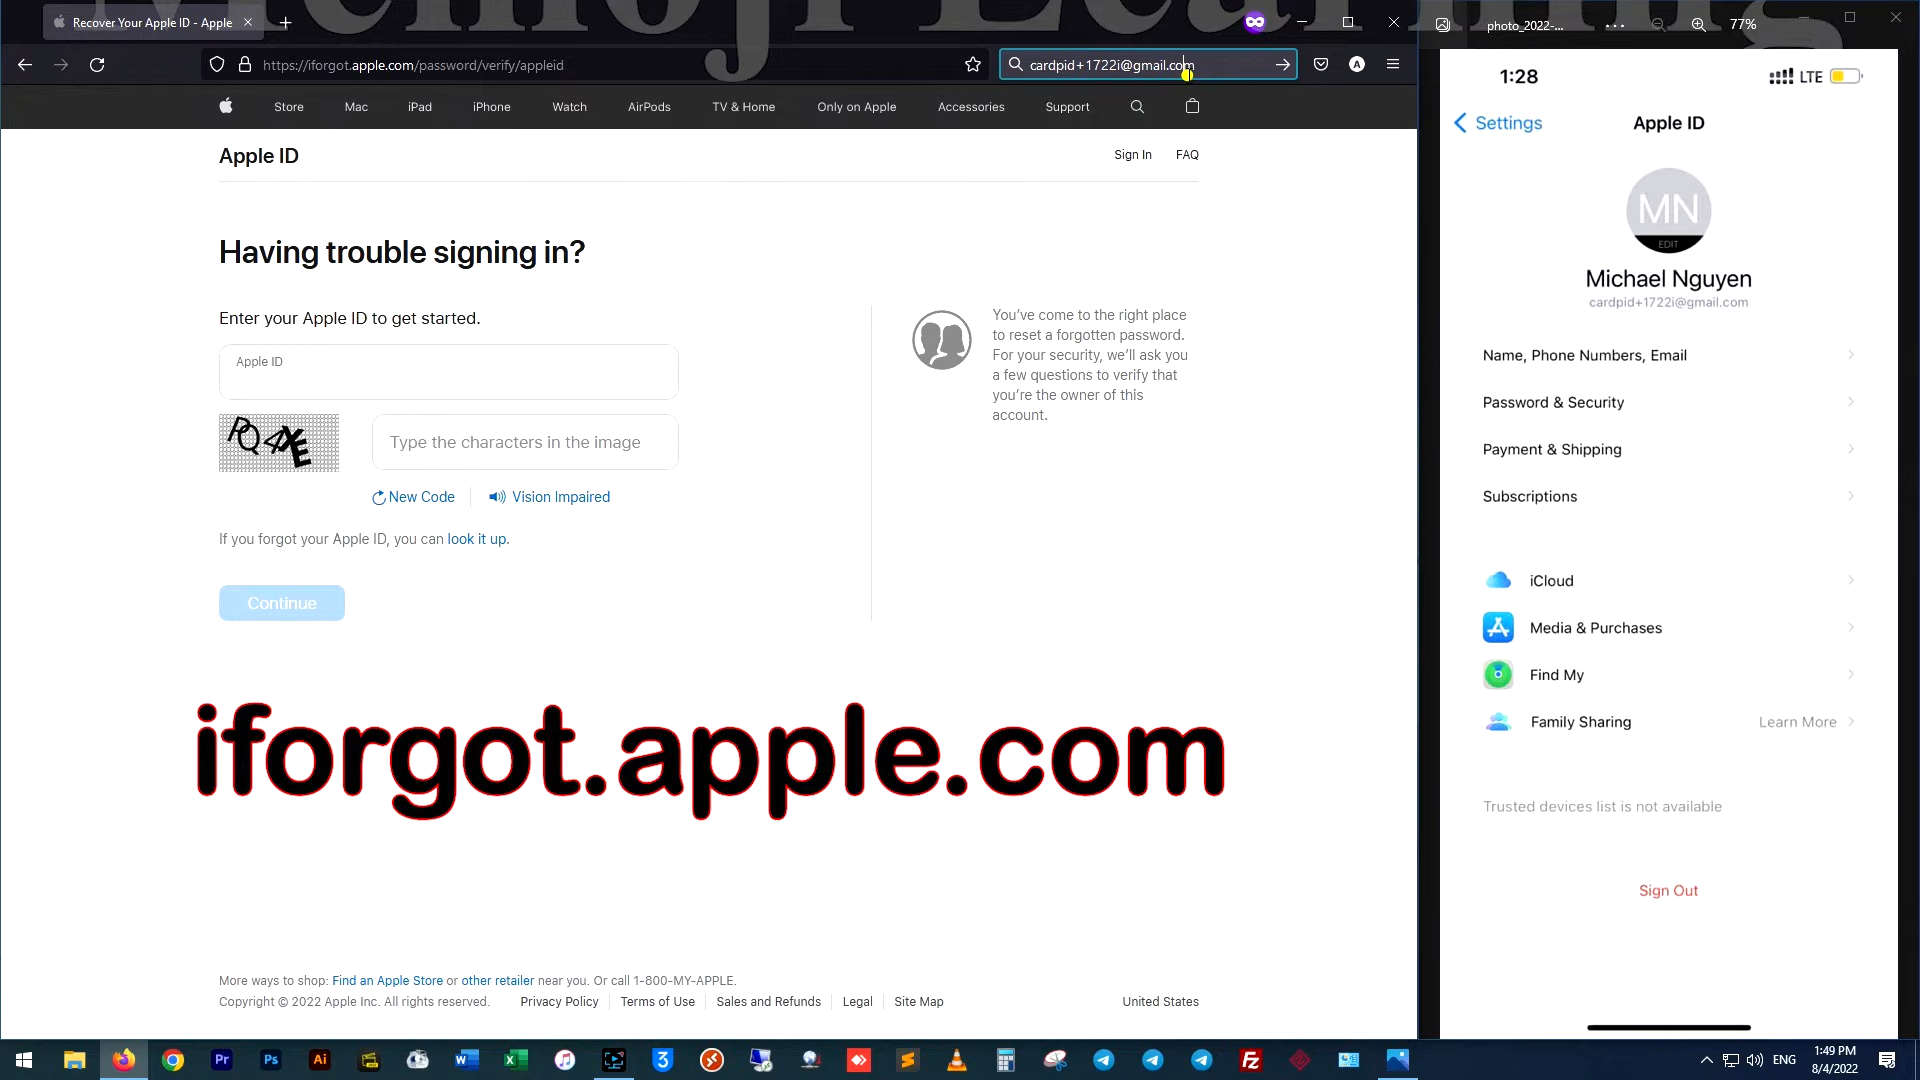 Recover Your Apple ID - Apple
https://iforgot.apple.com/password/verify/appleid
cardpid+1722i@gmail.com
A
Store Mac iPad iPhone Watch AirPods TV & Home Only on Apple Accessories Support
Apple ID
Sign In FAQ
Having trouble signing in?
Enter your Apple ID to get started.
Apple ID
PQ4XE
Type the characters in the image
New Code Vision Impaired
If you forgot your Apple ID, you can look it up.
Continue
You've come to the right place
to reset a forgotten password.
For your security, we'll ask you
a few questions to verify that
you're the owner of this
account.
iforgot.apple.com
More ways to shop: Find an Apple Store or other retailer near you. Or call 1-800-MY-APPLE.
Copyright © 2022 Apple Inc. All rights reserved. Privacy Policy Terms of Use Sales and Refunds Legal Site Map United States
photo_2022-... 77%
1:28 LTE
Settings Apple ID
MN
EDIT
Michael Nguyen
cardpid+1722i@gmail.com
Name, Phone Numbers, Email
Password & Security
Payment & Shipping
Subscriptions
iCloud
Media & Purchases
Find My
Family Sharing Learn More
Trusted devices list is not available
Sign Out
Pr Ps Ai
ENG
1:49 PM
8/4/2022